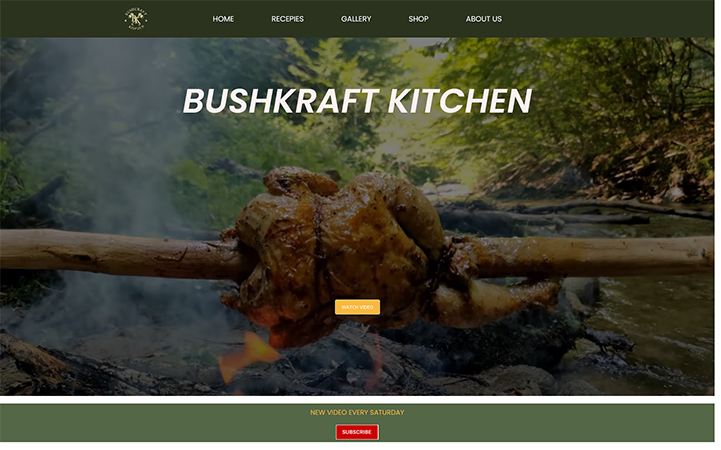 HOME RECEPIES GALLERY SHOP ABOUT US
BUSHKRAFT KITCHEN
WATCH VIDEO
NEW VIDEO EVERY SATURDAY
SUBSCRIBE